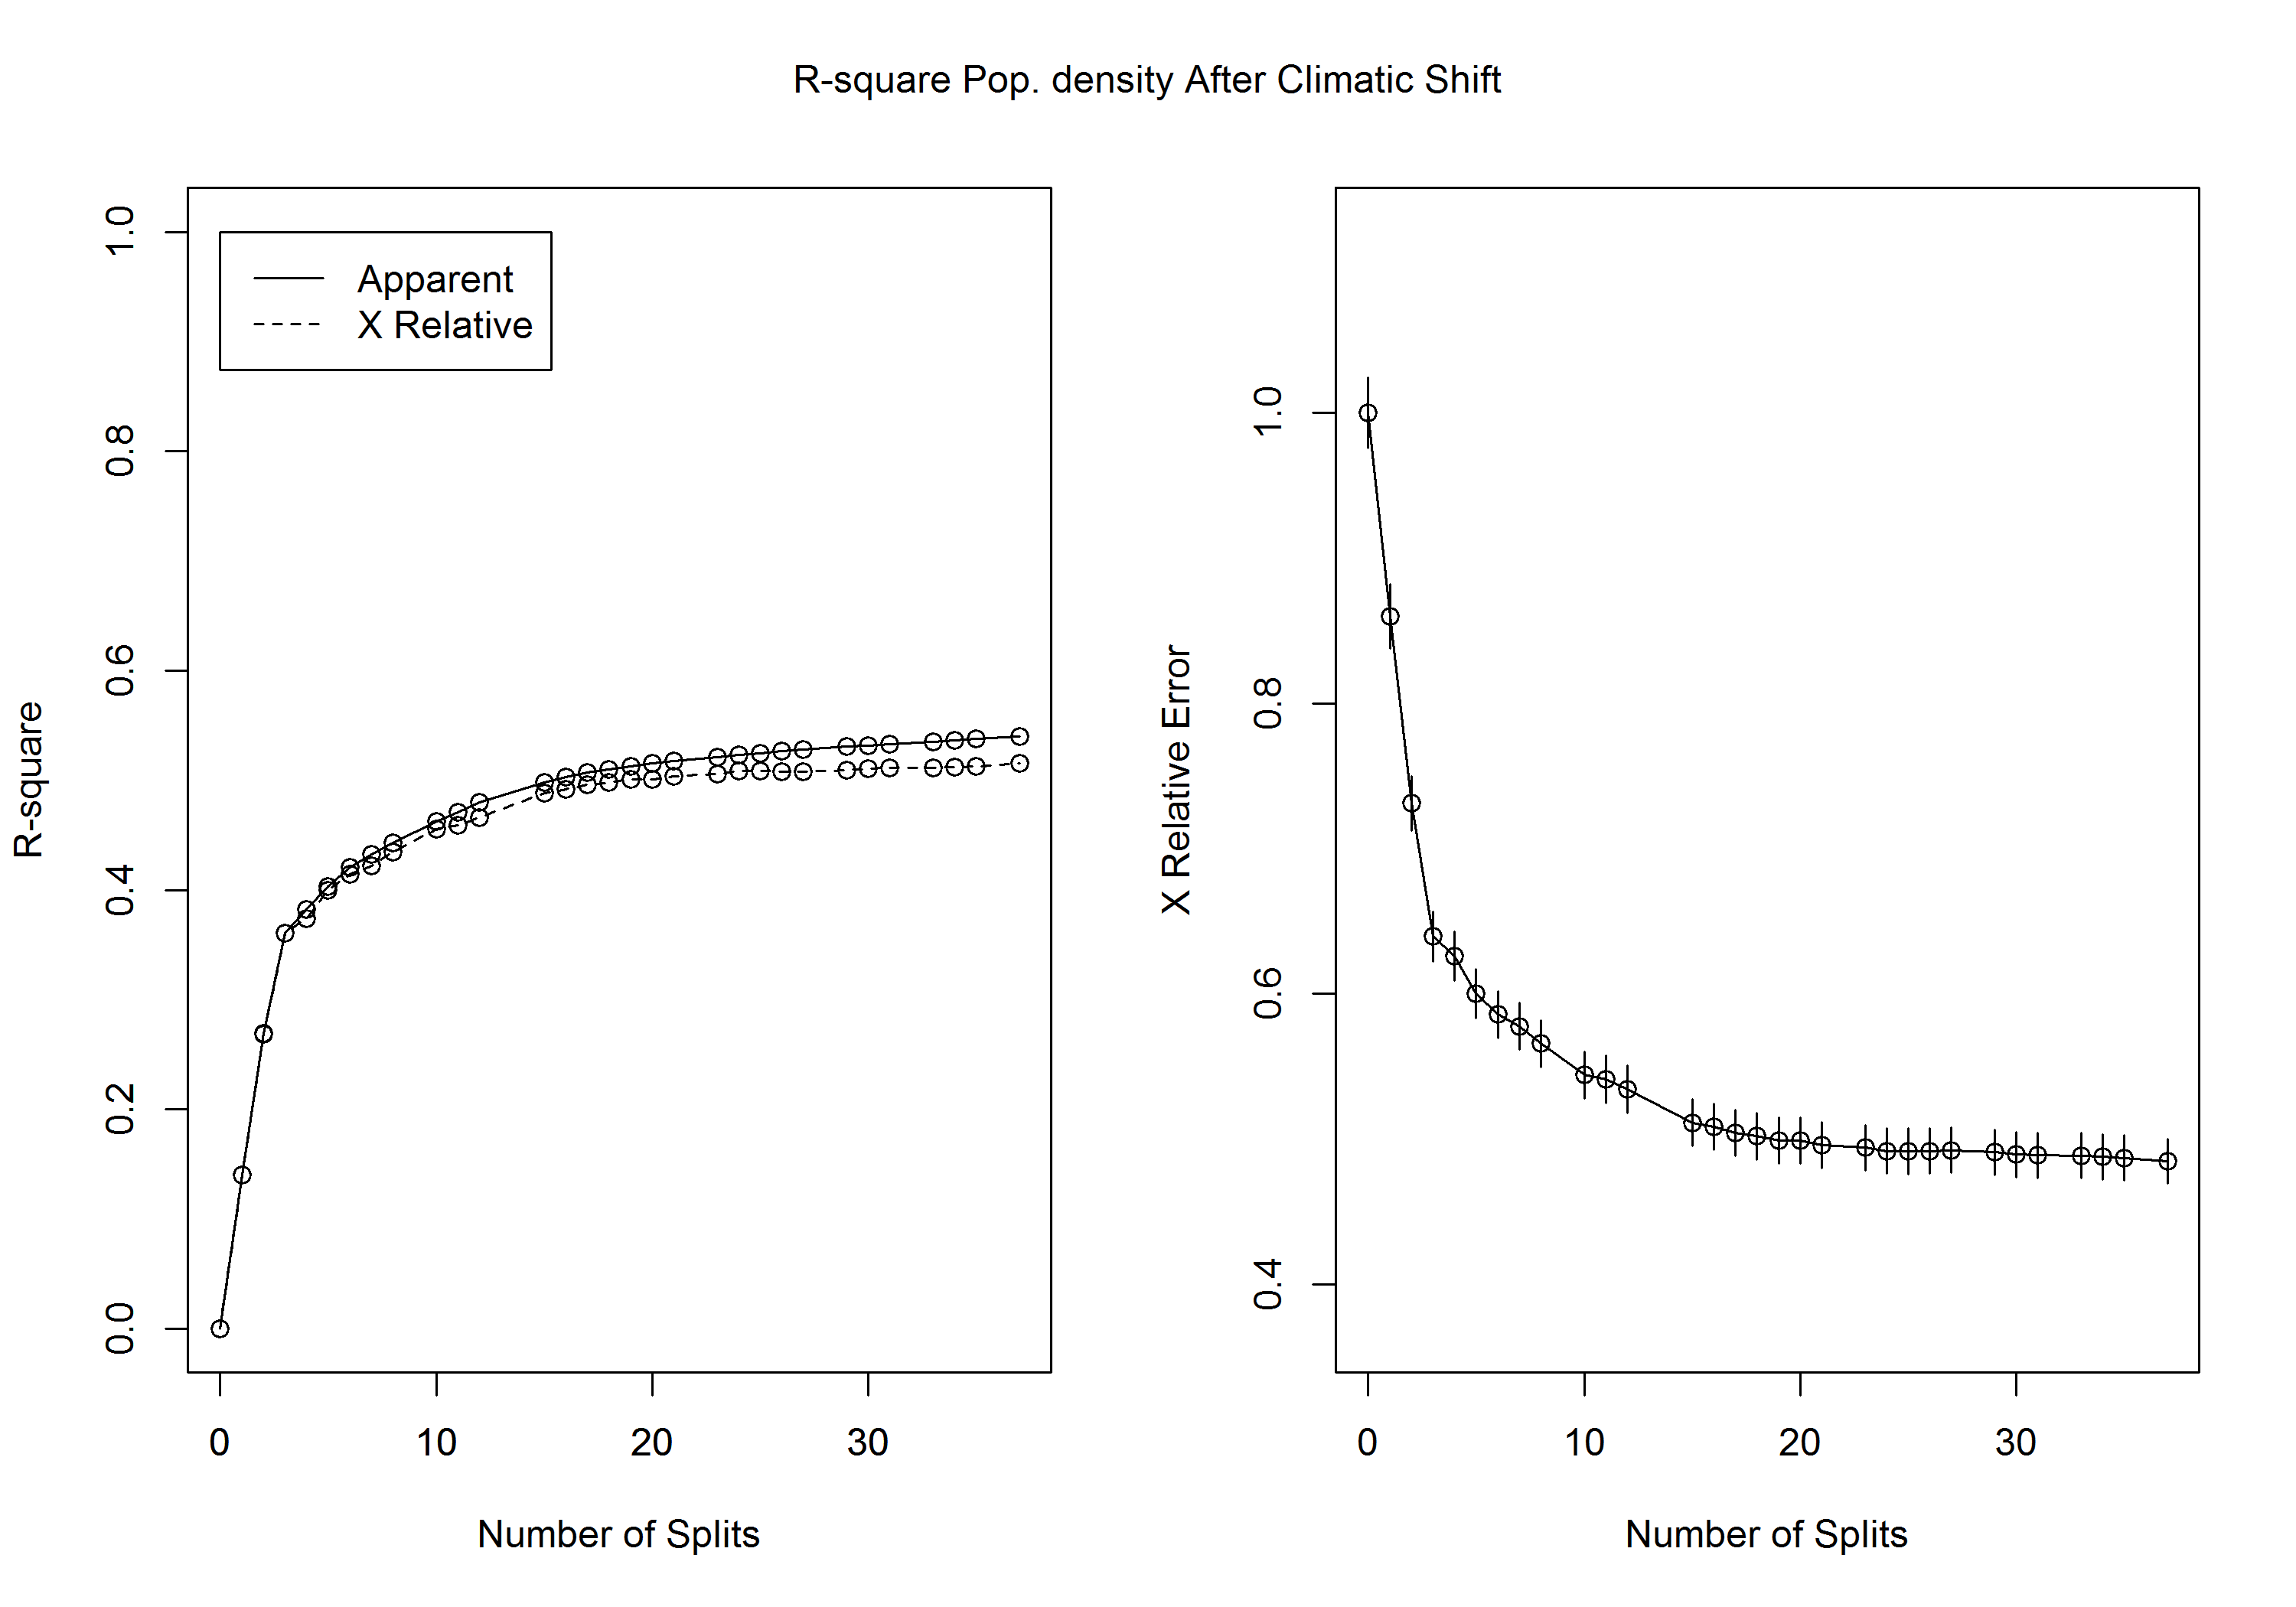 R-square Pop. density After Climatic Shift
R-square
1.0
0.8
0.6
0.4
0.2
0.0
Apparent
X Relative
0 10 20 30
Number of Splits
X Relative Error
1.0
0.8
0.6
0.4
0 10 20 30
Number of Splits